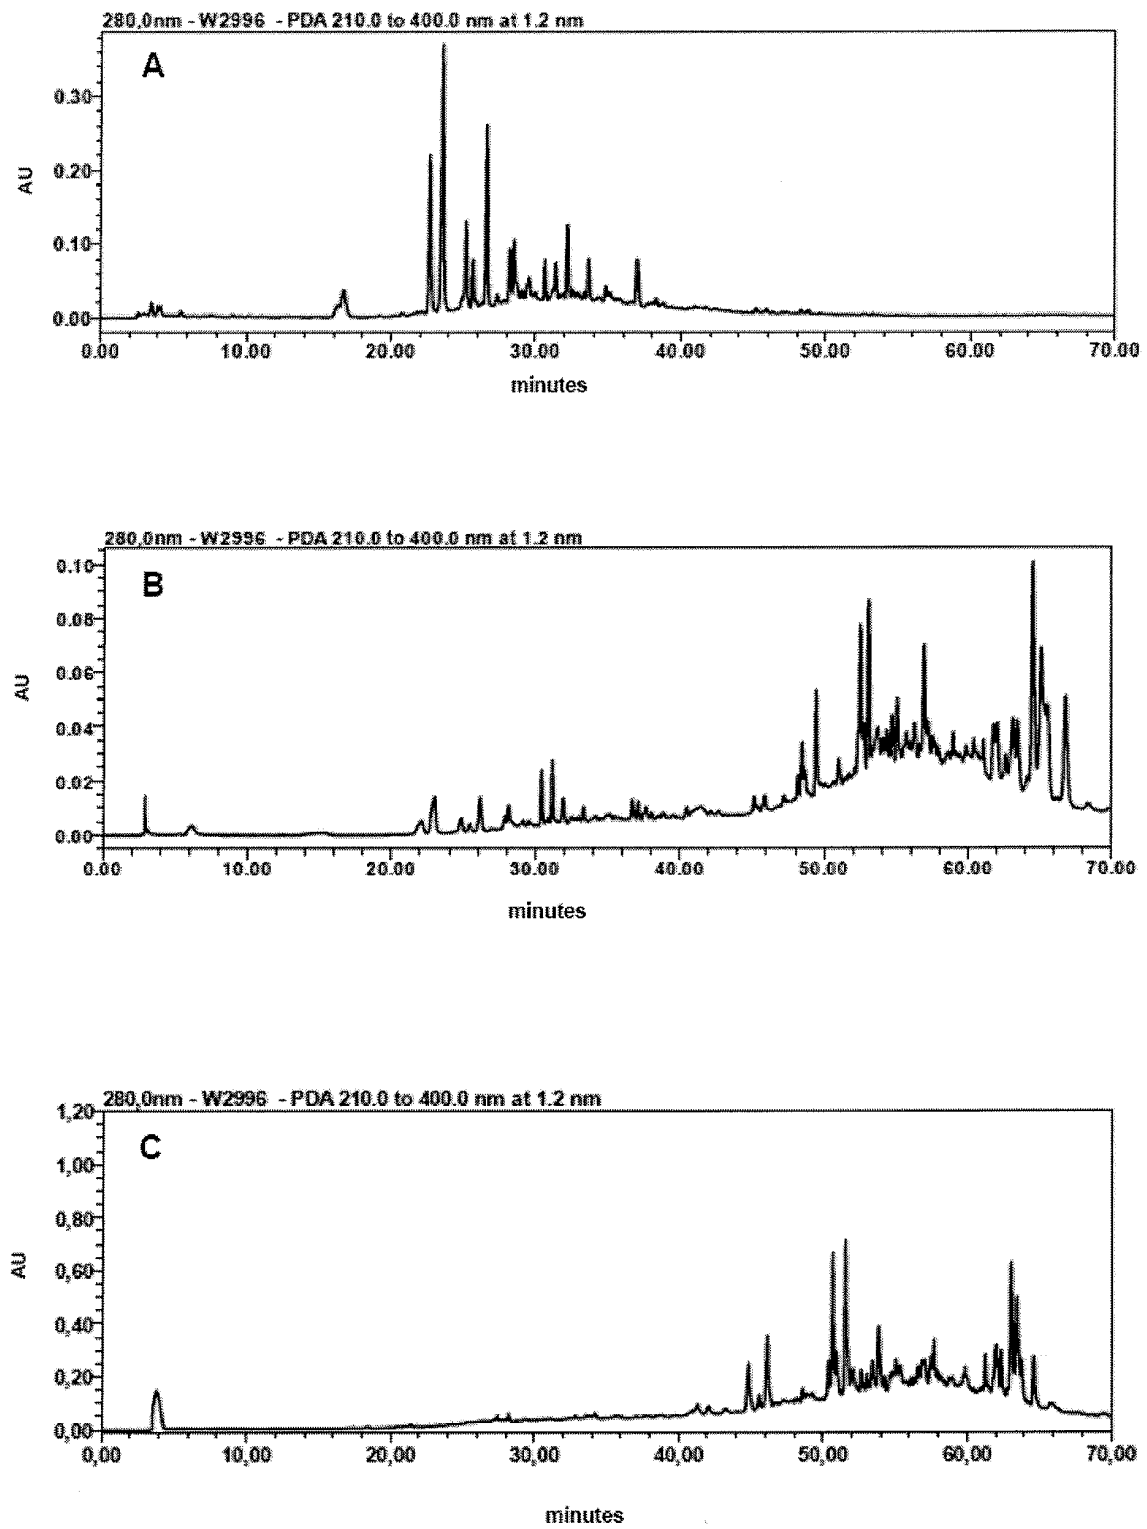 280,0nm - W2996 - PDA 210.0 to 400.0 nm at 1.2 nm
A
0.30
0.20
AU
0.10
0.00
0.00 10.00 20.00 30.00 40.00 50.00 60.00 70.00
minutes
280,0nm - W2996 - PDA 210.0 to 400.0 nm at 1.2 nm
0.10
B
0.08
0.06
AU
0.04
0.02
0.00
0.00 10.00 20.00 30.00 40.00 50.00 60.00 70.00
minutes
280,0nm - W2996 - PDA 210.0 to 400.0 nm at 1.2 nm
1,20
C
1,00
0,80
0,60
AU
0,40
0,20
0,00
0,00 10,00 20,00 30,00 40,00 50,00 60,00 70,00
minutes